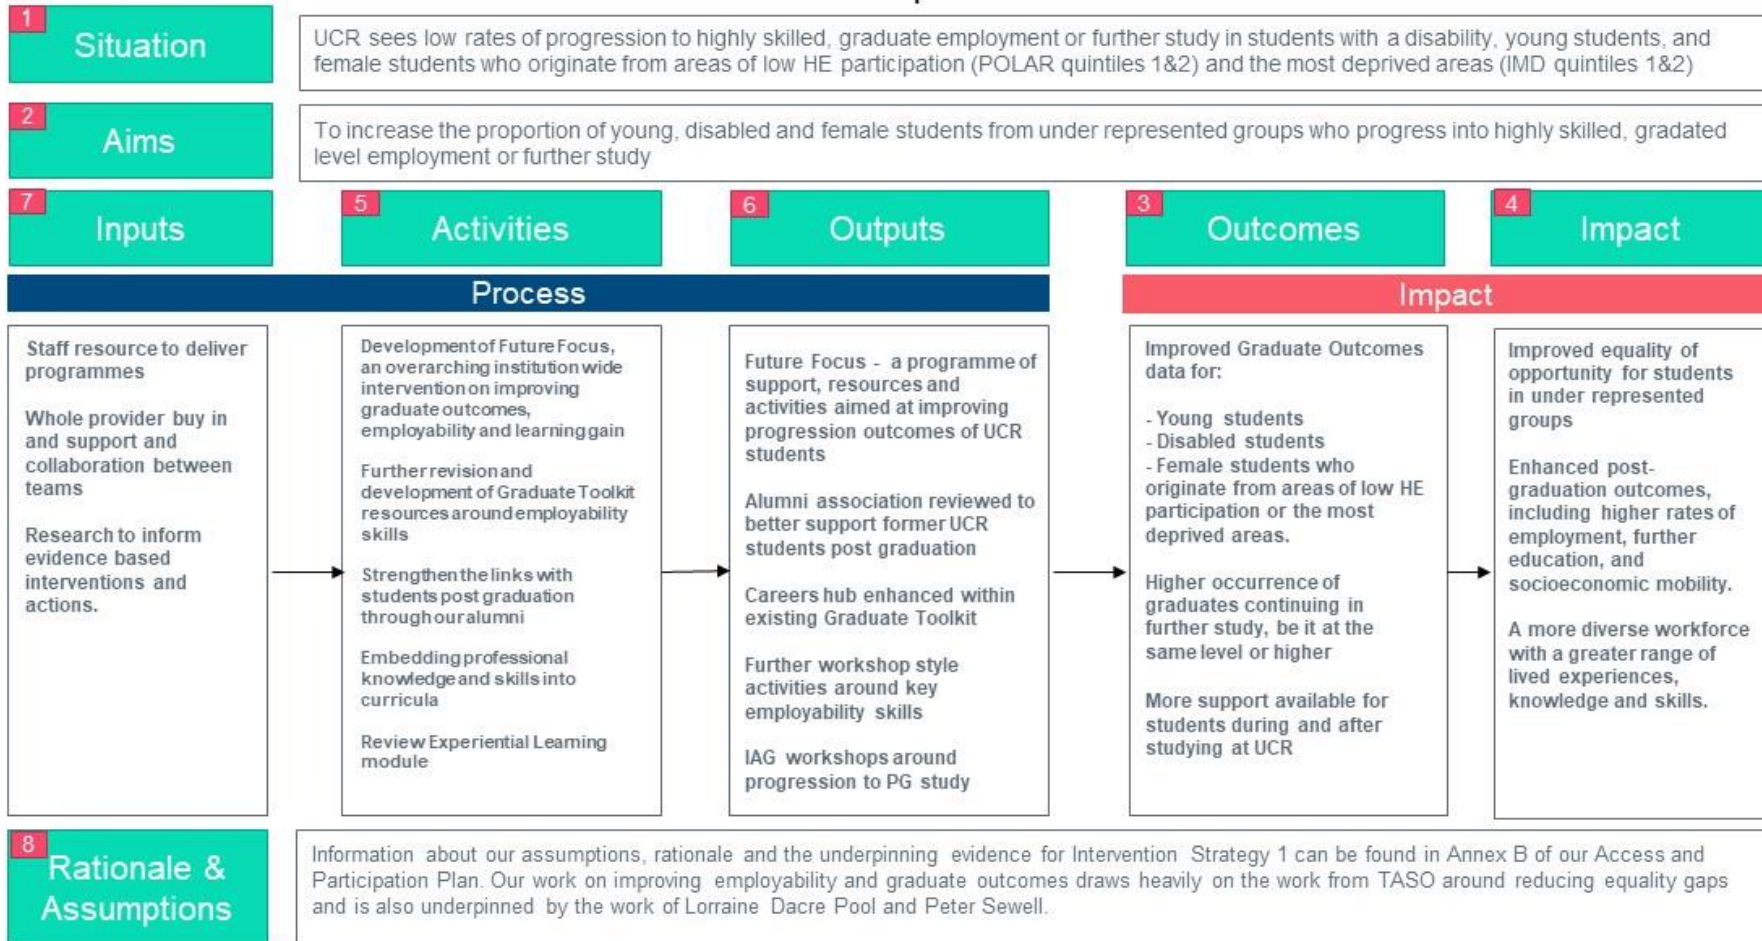 1
Situation
UCR sees low rates of progression to highly skilled, graduate employment or further study in students with a disability, young students, and
female students who originate from areas of low HE participation (POLAR quintiles 1&2) and the most deprived areas (IMD quintiles 1&2)
2
Aims
To increase the proportion of young, disabled and female students from under represented groups who progress into highly skilled, gradated
level employment or further study
7
Inputs
5
Activities
6
Outputs
3
Outcomes
4
Impact
Process
Impact
Staff resource to deliver
programmes
Whole provider buy in
and support and
collaboration between
teams
Research to inform
evidence based
interventions and
actions.
Development of Future Focus,
an overarching institution wide
intervention on improving
graduate outcomes,
employability and learning gain
Further revision and
development of Graduate Toolkit
resources around employability
skills
Strengthen the links with
students post graduation
through our alumni
Embedding professional
knowledge and skills into
curricula
Review Experiential Learning
module
Future Focus - a programme of
support, resources and
activities aimed at improving
progression outcomes of UCR
students
Alumni association reviewed to
better support former UCR
students post graduation
Careers hub enhanced within
existing Graduate Toolkit
Further workshop style
activities around key
employability skills
IAG workshops around
progression to PG study
Improved Graduate Outcomes
data for:
- Young students
- Disabled students
- Female students who
originate from areas of low HE
participation or the most
deprived areas.
Higher occurrence of
graduates continuing in
further study, be it at the
same level or higher
More support available for
students during and after
studying at UCR
Improved equality of
opportunity for students
in under represented
groups
Enhanced post-
graduation outcomes,
including higher rates of
employment, further
education, and
socioeconomic mobility.
A more diverse workforce
with a greater range of
lived experiences,
knowledge and skills.
8
Rationale &
Assumptions
Information about our assumptions, rationale and the underpinning evidence for Intervention Strategy 1 can be found in Annex B of our Access and
Participation Plan. Our work on improving employability and graduate outcomes draws heavily on the work from TASO around reducing equality gaps
and is also underpinned by the work of Lorraine Dacre Pool and Peter Sewell.